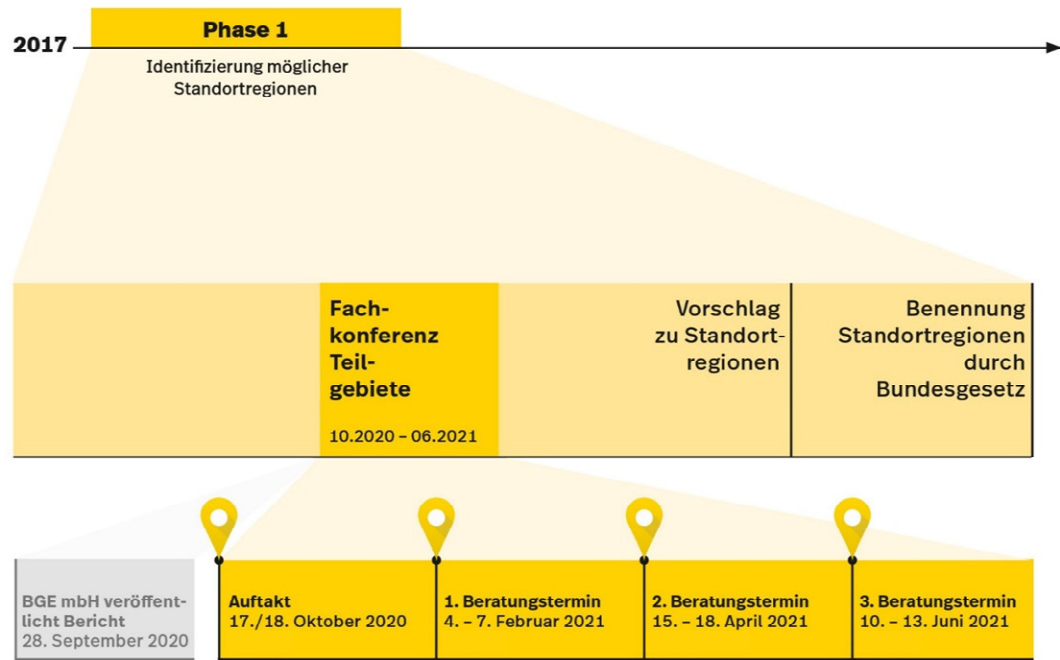 Phase 1
2017
Identifizierung möglicher
Standortregionen
Fach-
konferenz
Teil-
gebiete
10.2020 – 06.2021
Vorschlag
zu Standort-
regionen
Benennung
Standortregionen
durch
Bundesgesetz
BGE mbH veröffent-
licht Bericht
28. September 2020
Auftakt
17./18. Oktober 2020
1. Beratungstermin
4. – 7. Februar 2021
2. Beratungstermin
15. – 18. April 2021
3. Beratungstermin
10. – 13. Juni 2021